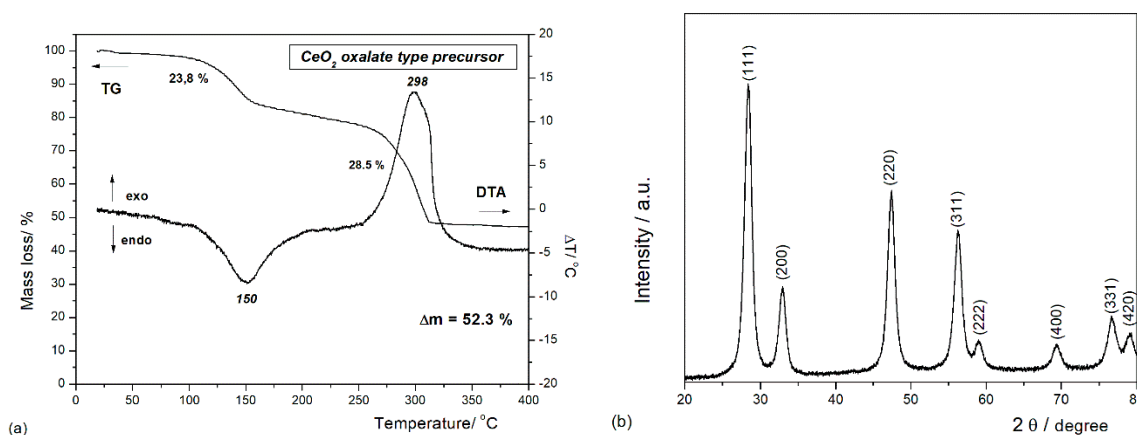 CeO2 oxalate type precursor
TG
23,8 %
298
28.5 %
DTA
exo
endo
150
Δm = 52.3 %
Mass loss/ %
100
90
80
70
60
50
40
30
20
10
0
0 50 100 150 200 250 300 350 400
Temperature/ °C
20
15
10
5
0
-5
-10
-15
-20
ΔT/°C
(a)
Intensity / a.u.
(111)
(200)
(220)
(311)
(222)
(400)
(331)
(420)
20 30 40 50 60 70 80
2 θ / degree
(b)